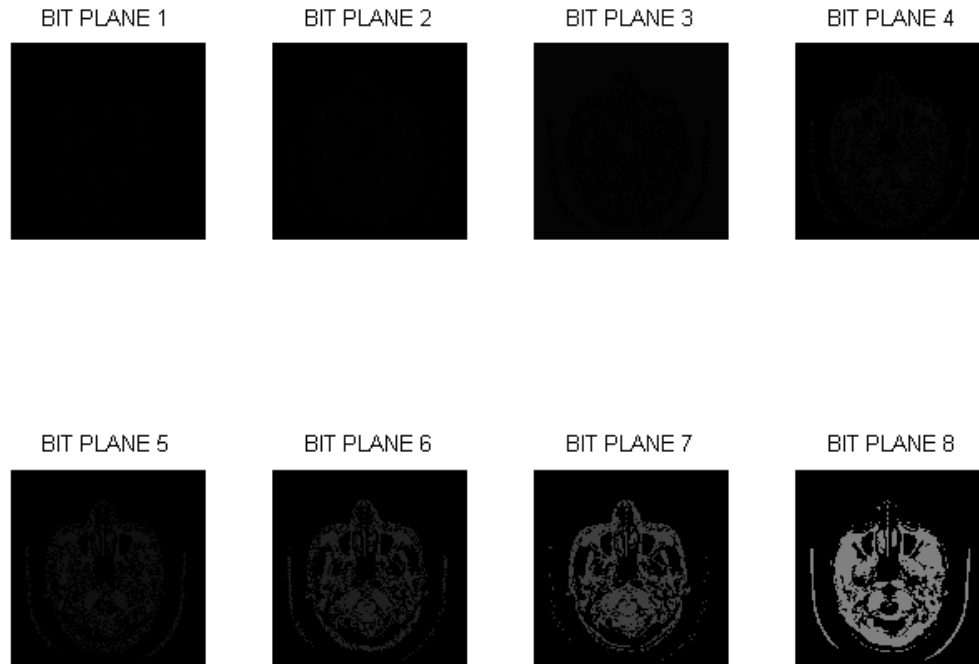 BIT PLANE 1
BIT PLANE 2
BIT PLANE 3
BIT PLANE 4
BIT PLANE 5
BIT PLANE 6
BIT PLANE 7
BIT PLANE 8